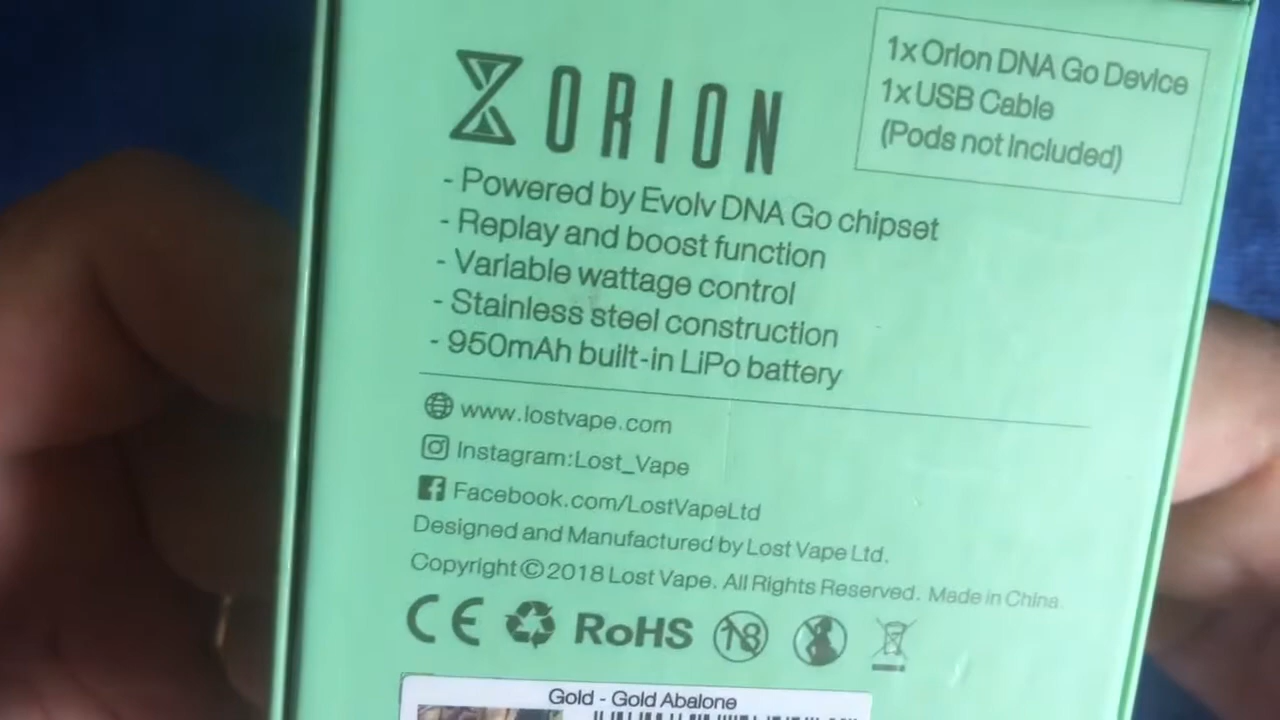 ORION
1x Orion DNA Go Device
1x USB Cable
(Pods not Included)
- Powered by Evolv DNA Go chipset
- Replay and boost function
- Variable wattage control
- Stainless steel construction
- 950mAh built-in LiPo battery
www.lostvape.com
Instagram:Lost_Vape
Facebook.com/LostVapeLtd
Designed and Manufactured by Lost Vape Ltd.
Copyright©2018 Lost Vape. All Rights Reserved. Made in China.
CE RoHS 18
Gold - Gold Abalone